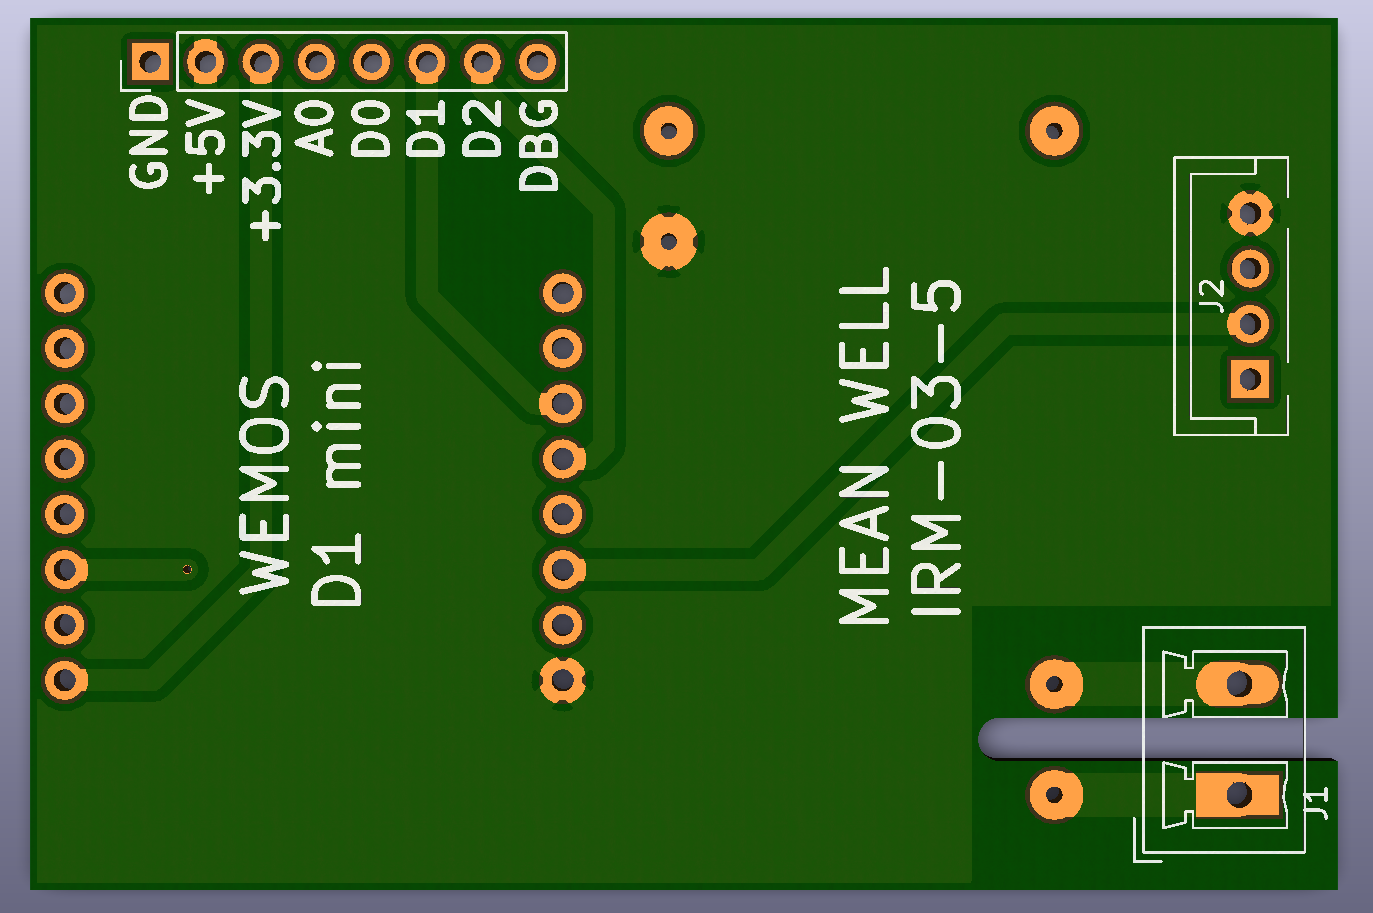 GND
+5V
+3.3V
A0
D0
D1
D2
DBG
WEMOS
D1 mini
MEAN WELL
IRM-03-5
J2
J1